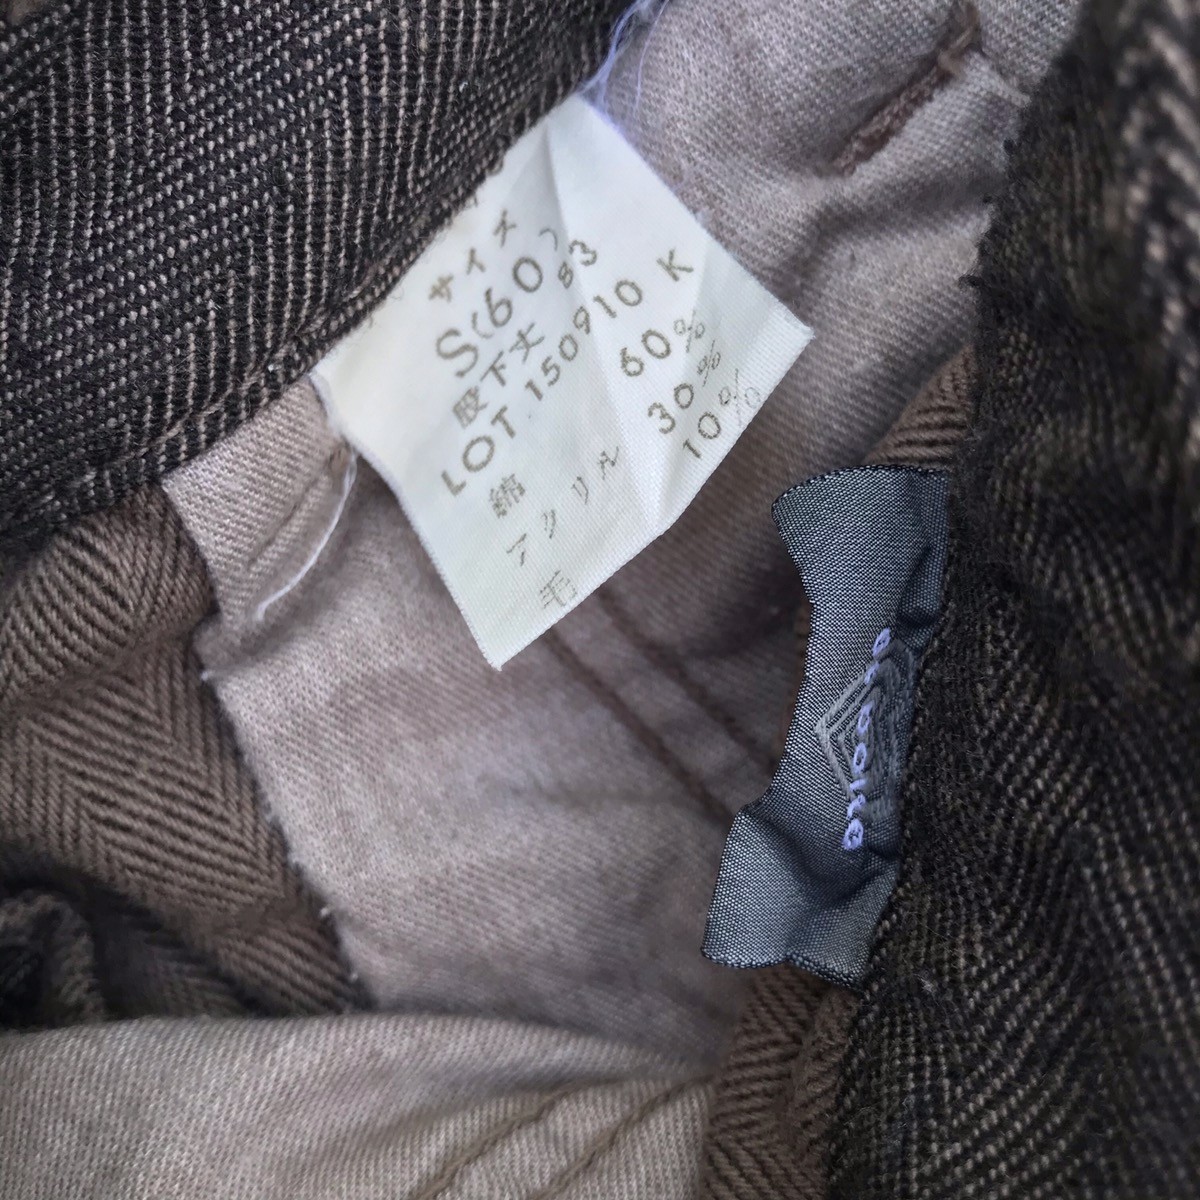 サイズ
S(60)
股下丈 83
LOT 150910 K
綿 60%
アクリル 30%
毛 10%